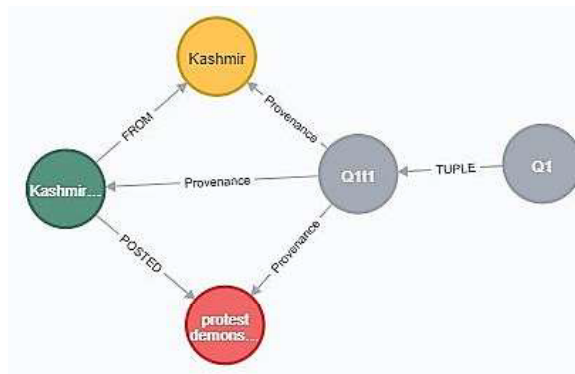 Kashmir
FROM
Provenance
Kashmir...
Provenance
Q1t1
TUPLE
Q1
POSTED
Provenance
protest
demons...